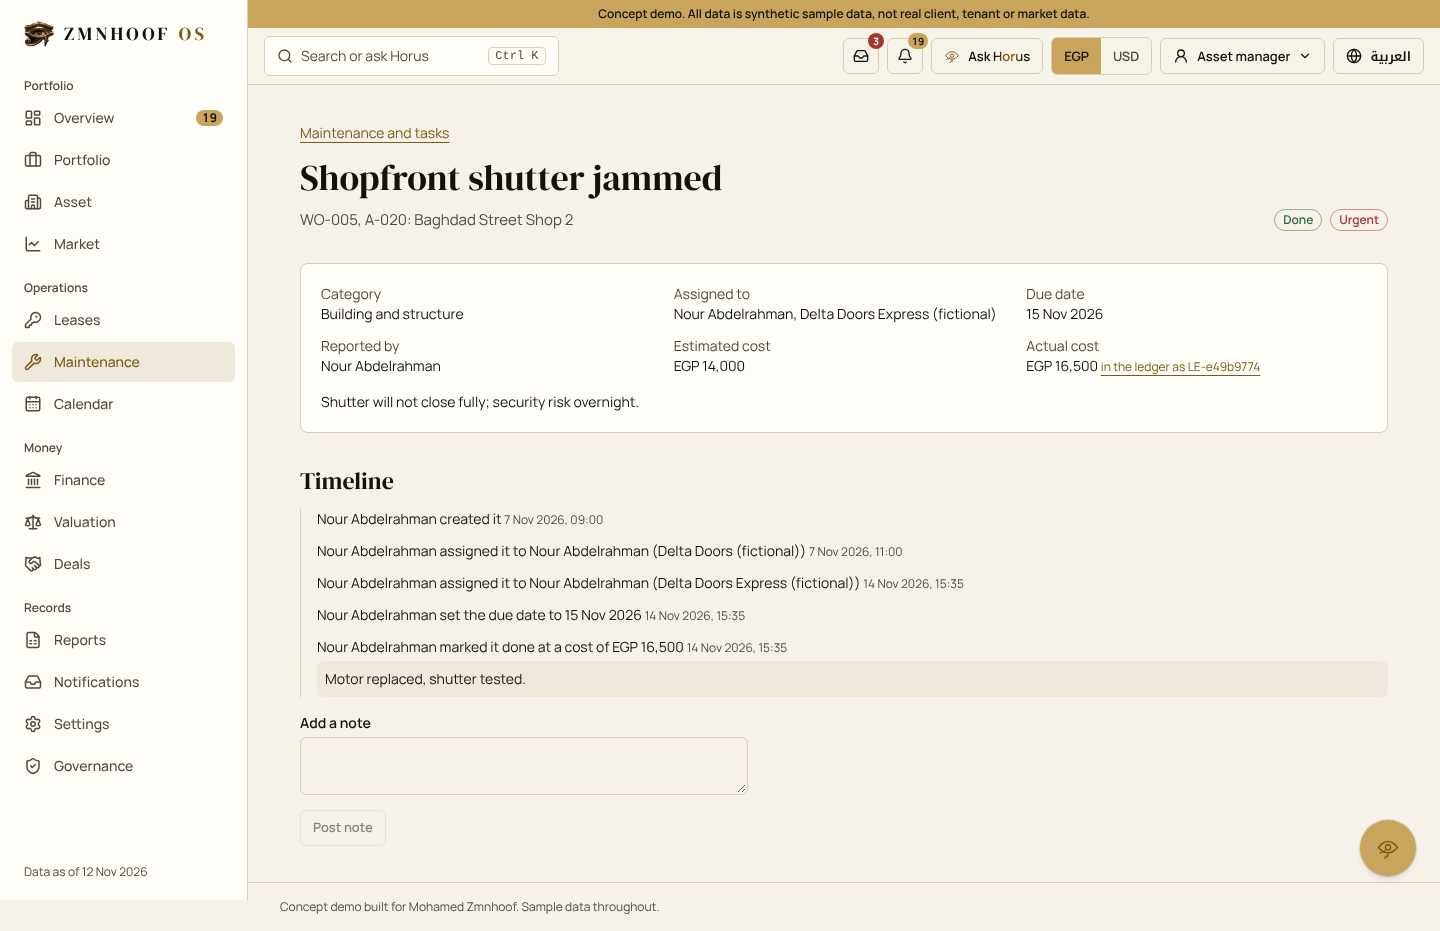 ZMNHOOF OS
Concept demo. All data is synthetic sample data, not real client, tenant or market data.
Search or ask Horus
Ctrl K
3
19
Ask Horus
EGP
USD
Asset manager
العربية
Portfolio
Overview
19
Portfolio
Asset
Market
Operations
Leases
Maintenance
Calendar
Money
Finance
Valuation
Deals
Records
Reports
Notifications
Settings
Governance
Data as of 12 Nov 2026
Maintenance and tasks
Shopfront shutter jammed
WO-005, A-020: Baghdad Street Shop 2
Done
Urgent
Category
Building and structure
Assigned to
Nour Abdelrahman, Delta Doors Express (fictional)
Due date
15 Nov 2026
Reported by
Nour Abdelrahman
Estimated cost
EGP 14,000
Actual cost
EGP 16,500 in the ledger as LE-e49b9774
Shutter will not close fully; security risk overnight.
Timeline
Nour Abdelrahman created it 7 Nov 2026, 09:00
Nour Abdelrahman assigned it to Nour Abdelrahman (Delta Doors (fictional)) 7 Nov 2026, 11:00
Nour Abdelrahman assigned it to Nour Abdelrahman (Delta Doors Express (fictional)) 14 Nov 2026, 15:35
Nour Abdelrahman set the due date to 15 Nov 2026 14 Nov 2026, 15:35
Nour Abdelrahman marked it done at a cost of EGP 16,500 14 Nov 2026, 15:35
Motor replaced, shutter tested.
Add a note
Post note
Concept demo built for Mohamed Zmnhoof. Sample data throughout.